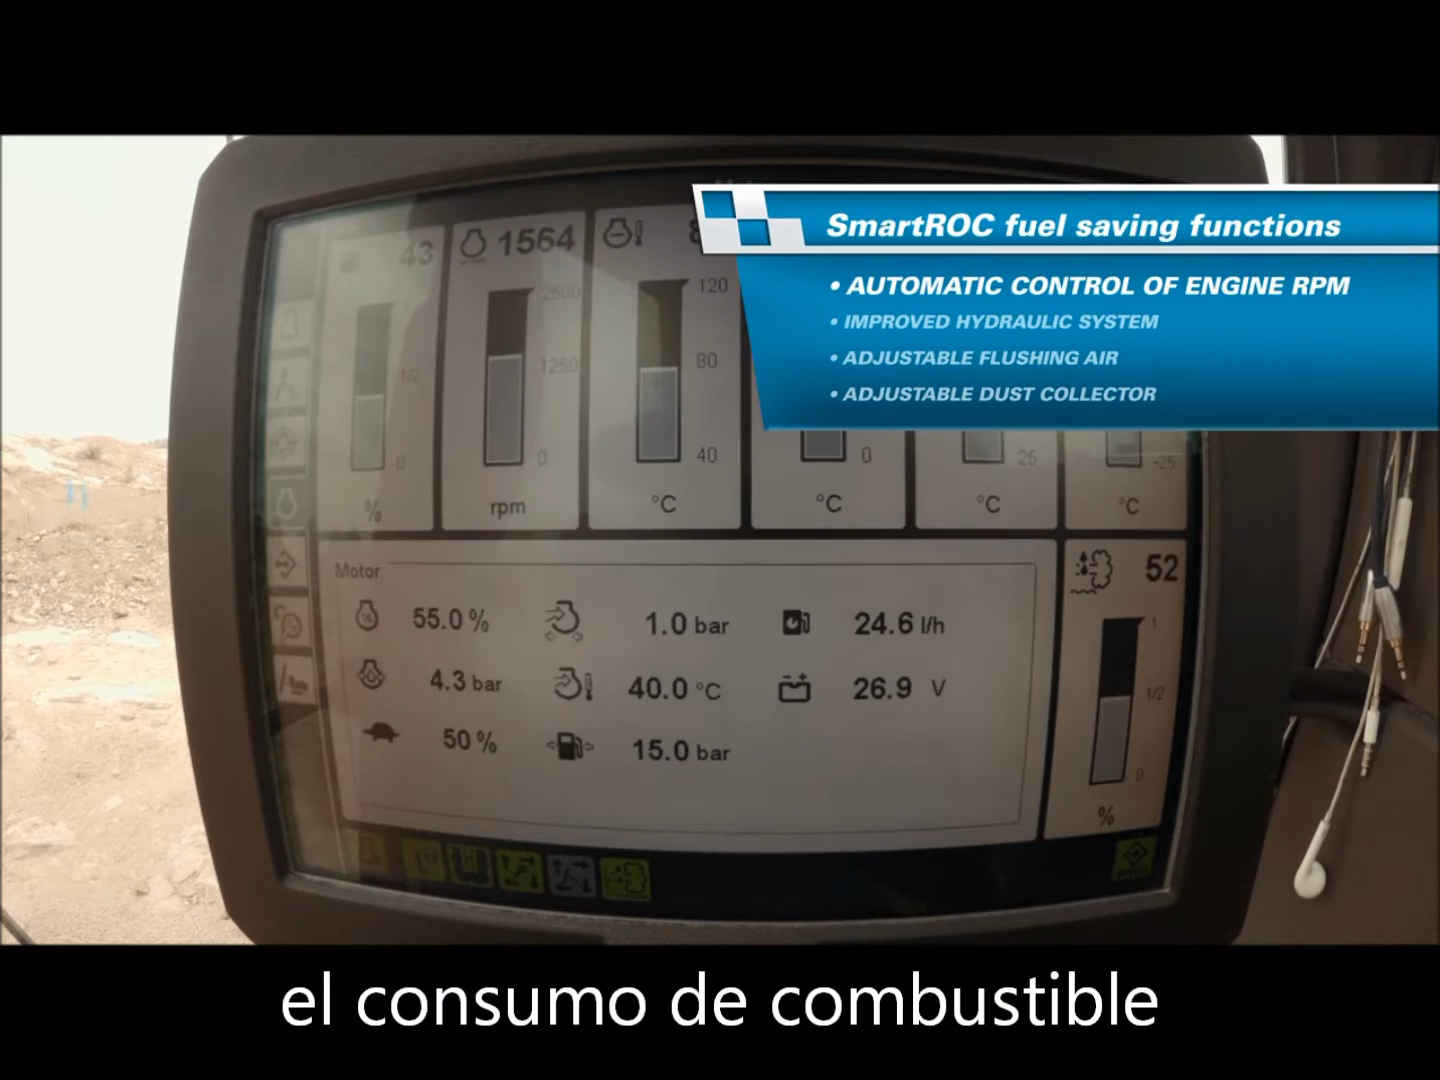 SmartROC fuel saving functions
• AUTOMATIC CONTROL OF ENGINE RPM
• IMPROVED HYDRAULIC SYSTEM
• ADJUSTABLE FLUSHING AIR
• ADJUSTABLE DUST COLLECTOR
43
1564
120
2500
1/2
1250
80
0
0
40
0
25
-25
%
rpm
°C
°C
°C
°C
Motor
52
55.0 %
1.0 bar
24.6 l/h
1
4.3 bar
40.0 °C
26.9 V
1/2
50 %
15.0 bar
0
%
el consumo de combustible